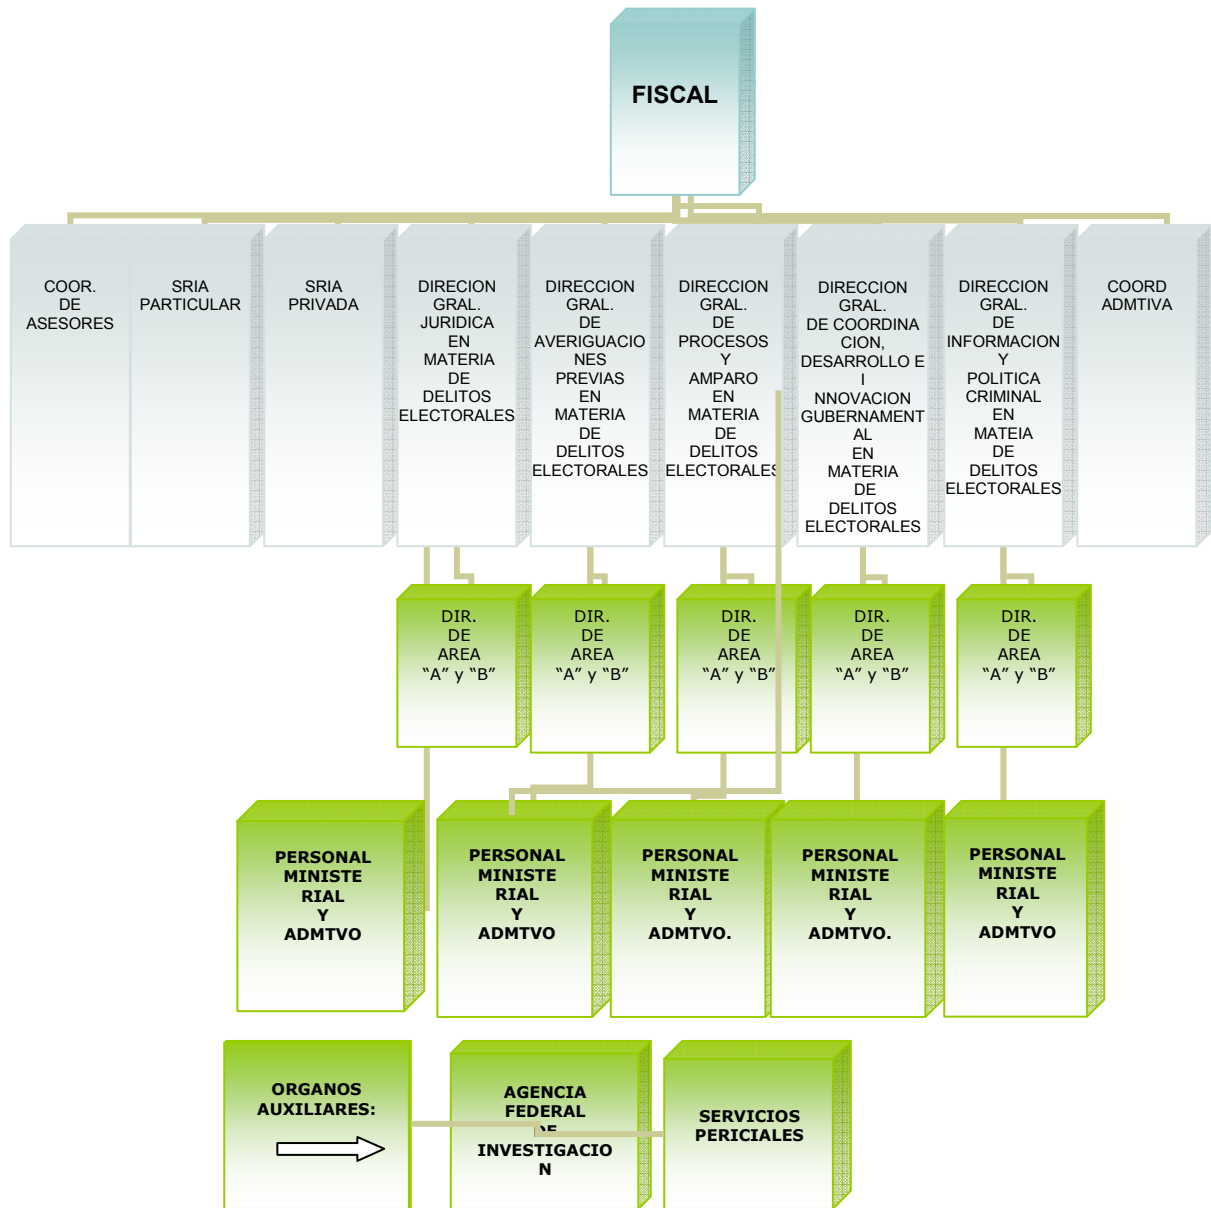 FISCAL
COOR.
DE
ASESORES
SRIA
PARTICULAR
SRIA
PRIVADA
DIRECION
GRAL.
JURIDICA
EN
MATERIA
DE
DELITOS
ELECTORALES
DIRECCION
GRAL.
DE
AVERIGUACIO
NES
PREVIAS
EN
MATERIA
DE
DELITOS
ELECTORALES
DIRECCION
GRAL.
DE
PROCESOS
Y
AMPARO
EN
MATERIA
DE
DELITOS
ELECTORALES
DIRECCION
GRAL.
DE COORDINA
CION,
DESARROLLO E
I
NNOVACION
GUBERNAMENT
AL
EN
MATERIA
DE
DELITOS
ELECTORALES
DIRECCION
GRAL.
DE
INFORMACION
Y
POLITICA
CRIMINAL
EN
MATEIA
DE
DELITOS
ELECTORALES
COORD
ADMTIVA
DIR.
DE
AREA
“A” y “B”
DIR.
DE
AREA
“A” y “B”
DIR.
DE
AREA
“A” y “B”
DIR.
DE
AREA
“A” y “B”
DIR.
DE
AREA
“A” y “B”
PERSONAL
MINISTE
RIAL
Y
ADMTVO
PERSONAL
MINISTE
RIAL
Y
ADMTVO
PERSONAL
MINISTE
RIAL
Y
ADMTVO.
PERSONAL
MINISTE
RIAL
Y
ADMTVO.
PERSONAL
MINISTE
RIAL
Y
ADMTVO
ORGANOS
AUXILIARES:
AGENCIA
FEDERAL
DE
INVESTIGACIO
N
SERVICIOS
PERICIALES